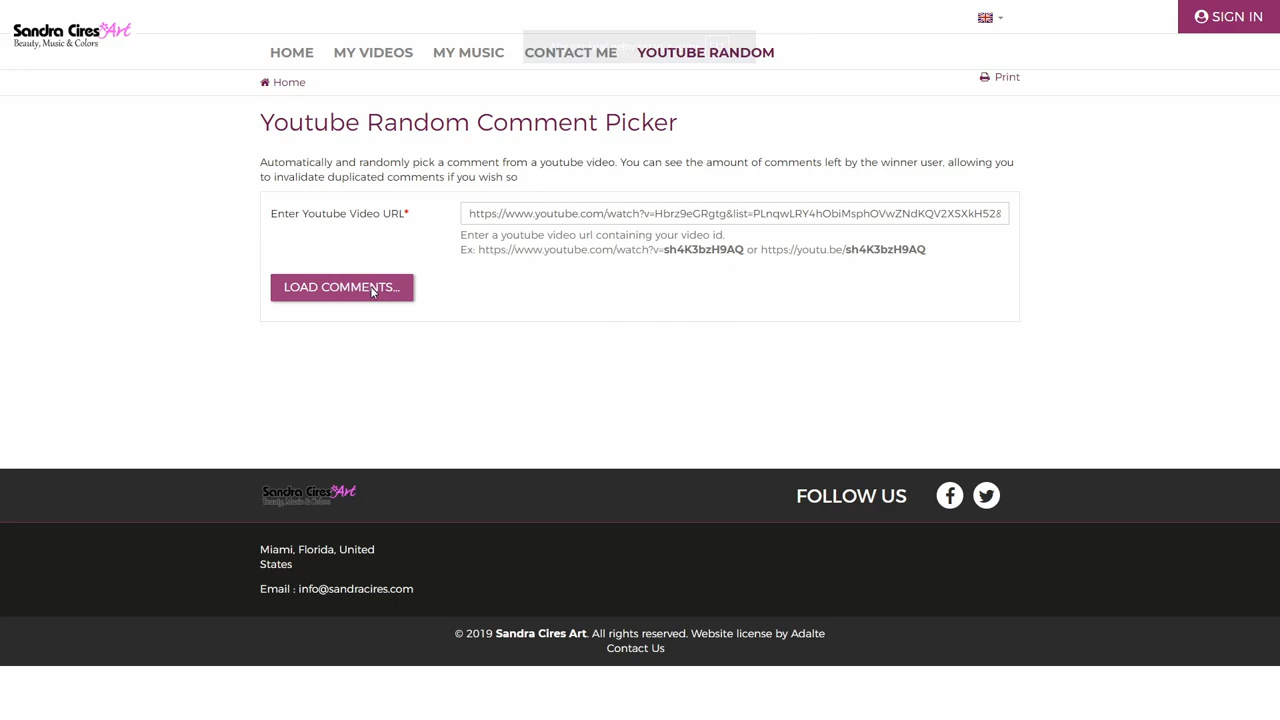 Sandra Cires Art
Beauty, Music & Colors
SIGN IN
HOME MY VIDEOS MY MUSIC CONTACT ME YOUTUBE RANDOM
Home
Print
Youtube Random Comment Picker
Automatically and randomly pick a comment from a youtube video. You can see the amount of comments left by the winner user, allowing you
to invalidate duplicated comments if you wish so
Enter Youtube Video URL*
https://www.youtube.com/watch?v=Hbrz9eGRgtg&list=PLnqwLRY4hObiMsphOVwZNdKQV2XSXkH52&
Enter a youtube video url containing your video id.
Ex: https://www.youtube.com/watch?v=sh4K3bzH9AQ or https://youtu.be/sh4K3bzH9AQ
LOAD COMMENTS...
Sandra Cires Art
Beauty, Music & Colors
FOLLOW US
Miami, Florida, United
States
Email : info@sandracires.com
© 2019 Sandra Cires Art. All rights reserved. Website license by Adalte
Contact Us